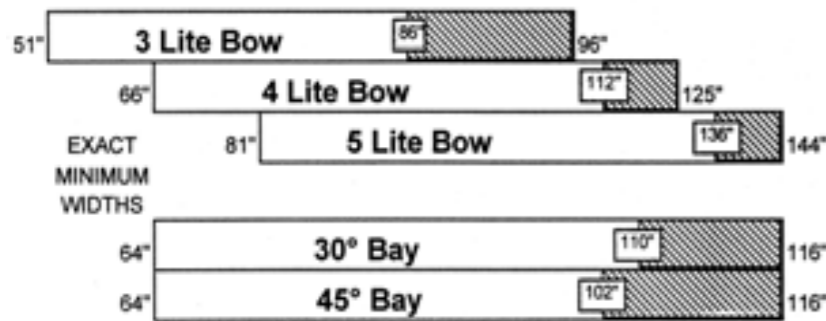 51" 3 Lite Bow 86" 96"
66" 4 Lite Bow 112" 125"
81" 5 Lite Bow 136" 144"
EXACT
MINIMUM
WIDTHS
64" 30° Bay 110" 116"
64" 45° Bay 102" 116"